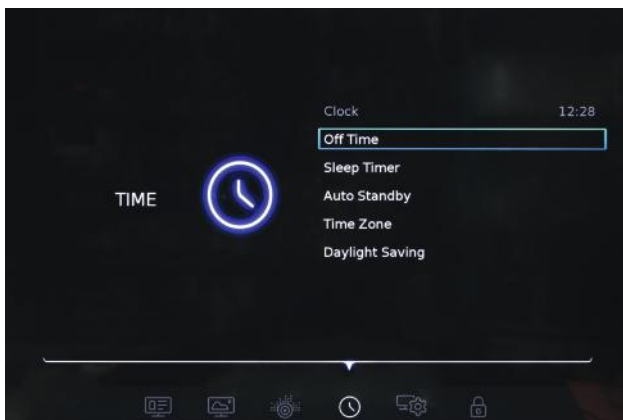 Clock 12:28
Off Time
Sleep Timer
TIME
Auto Standby
Time Zone
Daylight Saving